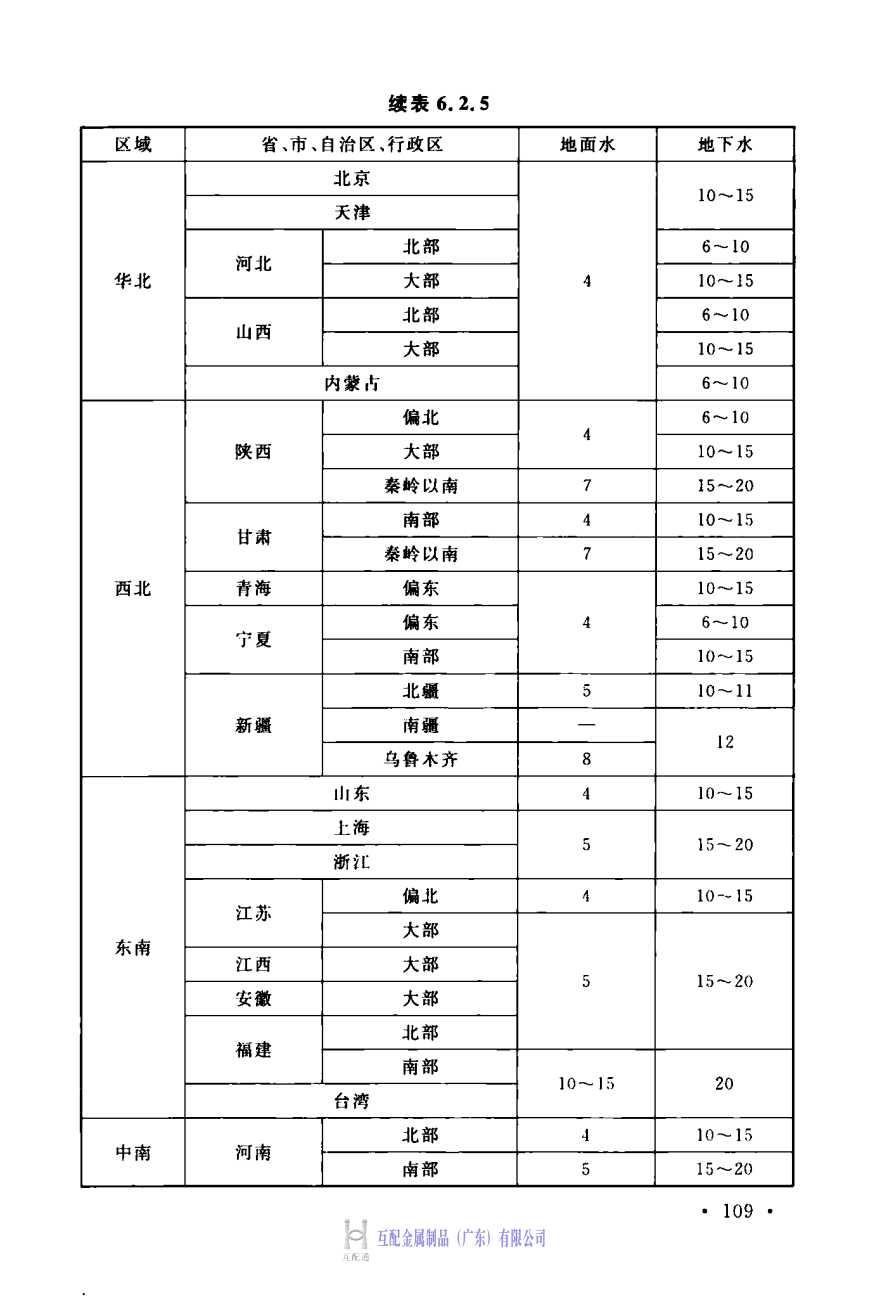 续表 6.2.5
区域 省、市、自治区、行政区 地面水 地下水
华北 北京 4 10～15
天津
河北 北部 6～10
大部 10～15
山西 北部 6～10
大部 10～15
内蒙古 6～10
西北 陕西 偏北 4 6～10
大部 10～15
秦岭以南 7 15～20
甘肃 南部 4 10～15
秦岭以南 7 15～20
青海 偏东 4 10～15
宁夏 偏东 6～10
南部 10～15
新疆 北疆 5 10～11
南疆 — 12
乌鲁木齐 8
东南 山东 4 10～15
上海 5 15～20
浙江
江苏 偏北 4 10～15
大部 5 15～20
江西 大部
安徽 大部
福建 北部
南部 10～15 20
台湾
中南 河南 北部 4 10～15
南部 5 15～20
• 109 •
互配金属制品（广东）有限公司
互配通